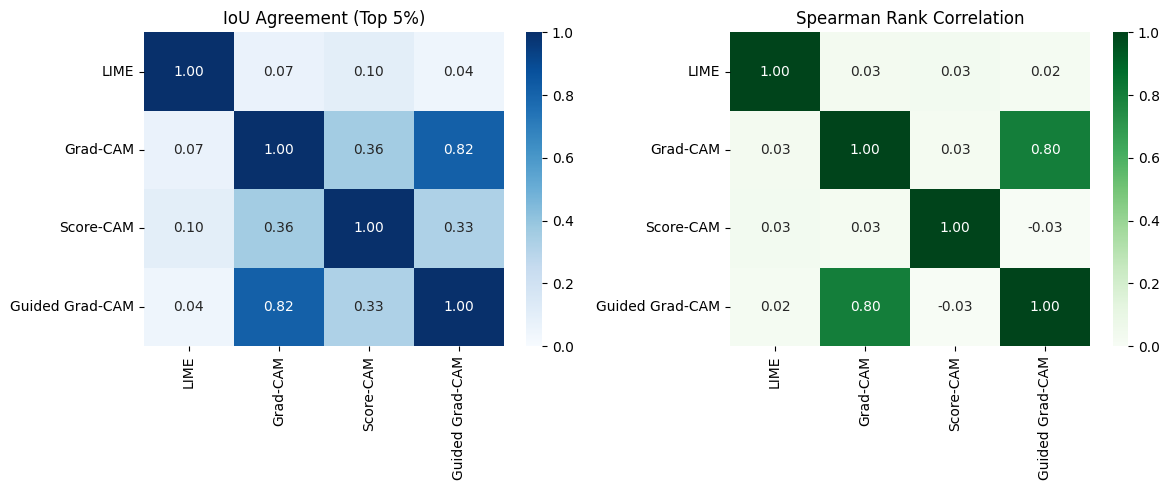 IoU Agreement (Top 5%)
LIME 1.00 0.07 0.10 0.04
Grad-CAM 0.07 1.00 0.36 0.82
Score-CAM 0.10 0.36 1.00 0.33
Guided Grad-CAM 0.04 0.82 0.33 1.00
LIME
Grad-CAM
Score-CAM
Guided Grad-CAM
1.0
0.8
0.6
0.4
0.2
0.0
Spearman Rank Correlation
LIME 1.00 0.03 0.03 0.02
Grad-CAM 0.03 1.00 0.03 0.80
Score-CAM 0.03 0.03 1.00 -0.03
Guided Grad-CAM 0.02 0.80 -0.03 1.00
LIME
Grad-CAM
Score-CAM
Guided Grad-CAM
1.0
0.8
0.6
0.4
0.2
0.0